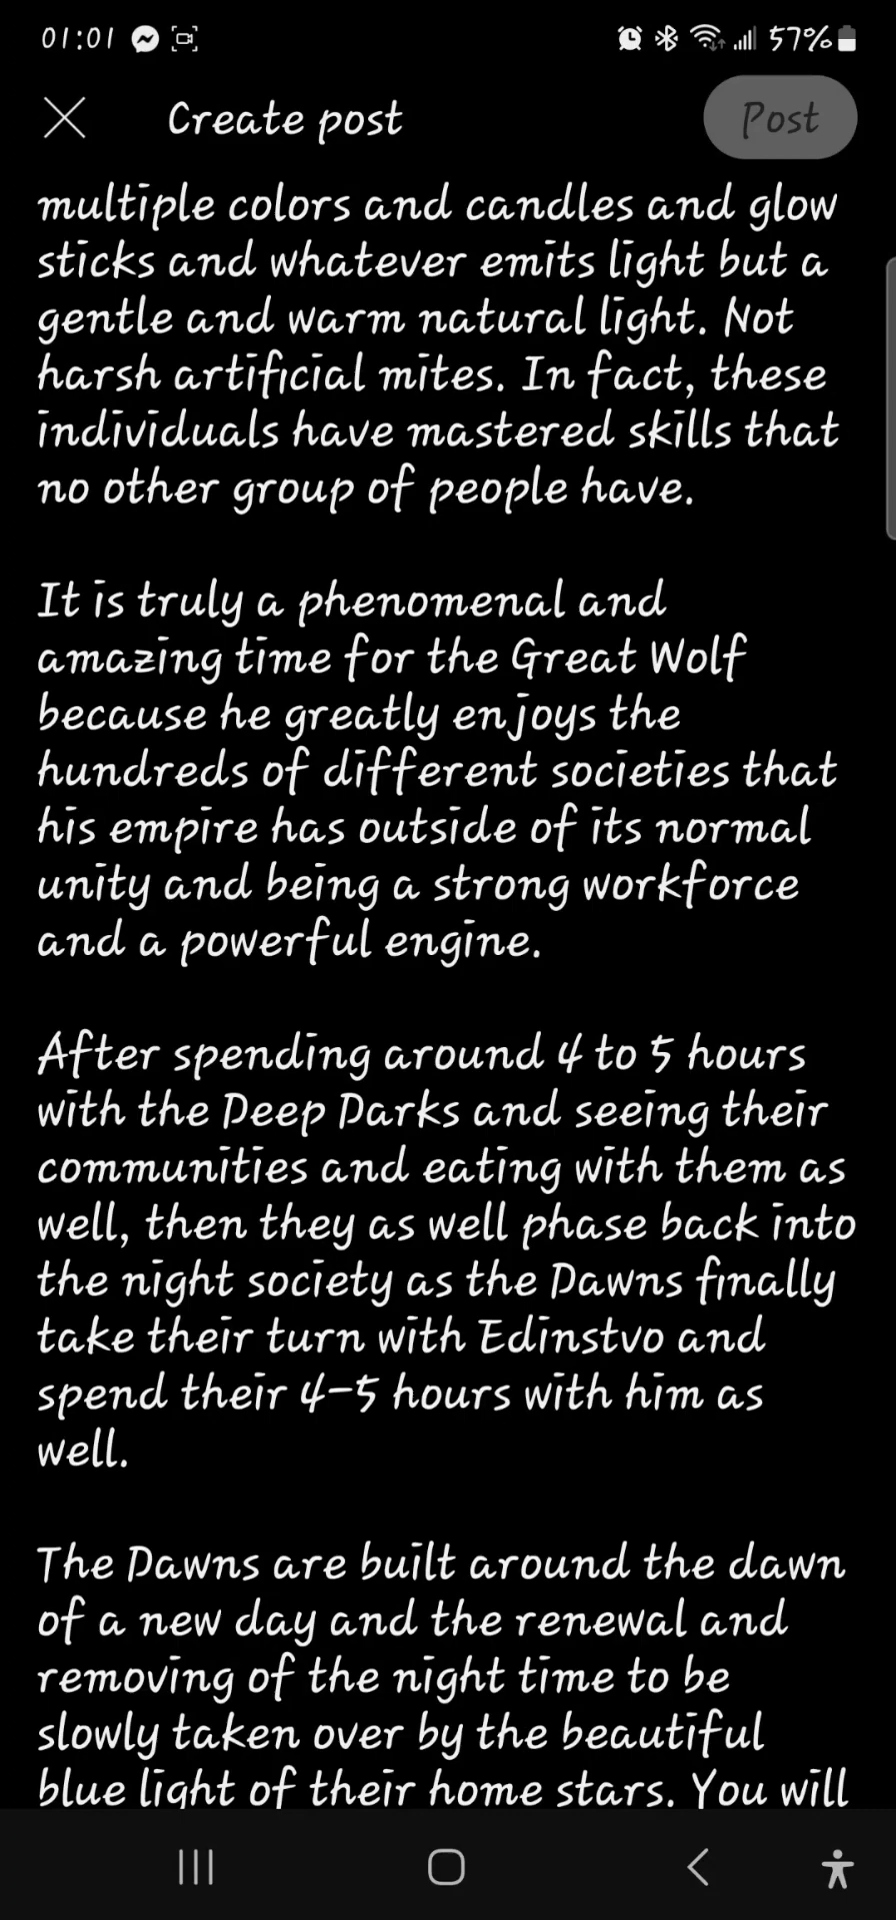 01:01
57%
Create post
Post
multiple colors and candles and glow
sticks and whatever emits light but a
gentle and warm natural light. Not
harsh artificial mites. In fact, these
individuals have mastered skills that
no other group of people have.
It is truly a phenomenal and
amazing time for the Great Wolf
because he greatly enjoys the
hundreds of different societies that
his empire has outside of its normal
unity and being a strong workforce
and a powerful engine.
After spending around 4 to 5 hours
with the Deep Darks and seeing their
communities and eating with them as
well, then they as well phase back into
the night society as the Dawns finally
take their turn with Edinstvo and
spend their 4-5 hours with him as
well.
The Dawns are built around the dawn
of a new day and the renewal and
removing of the night time to be
slowly taken over by the beautiful
blue light of their home stars. You will